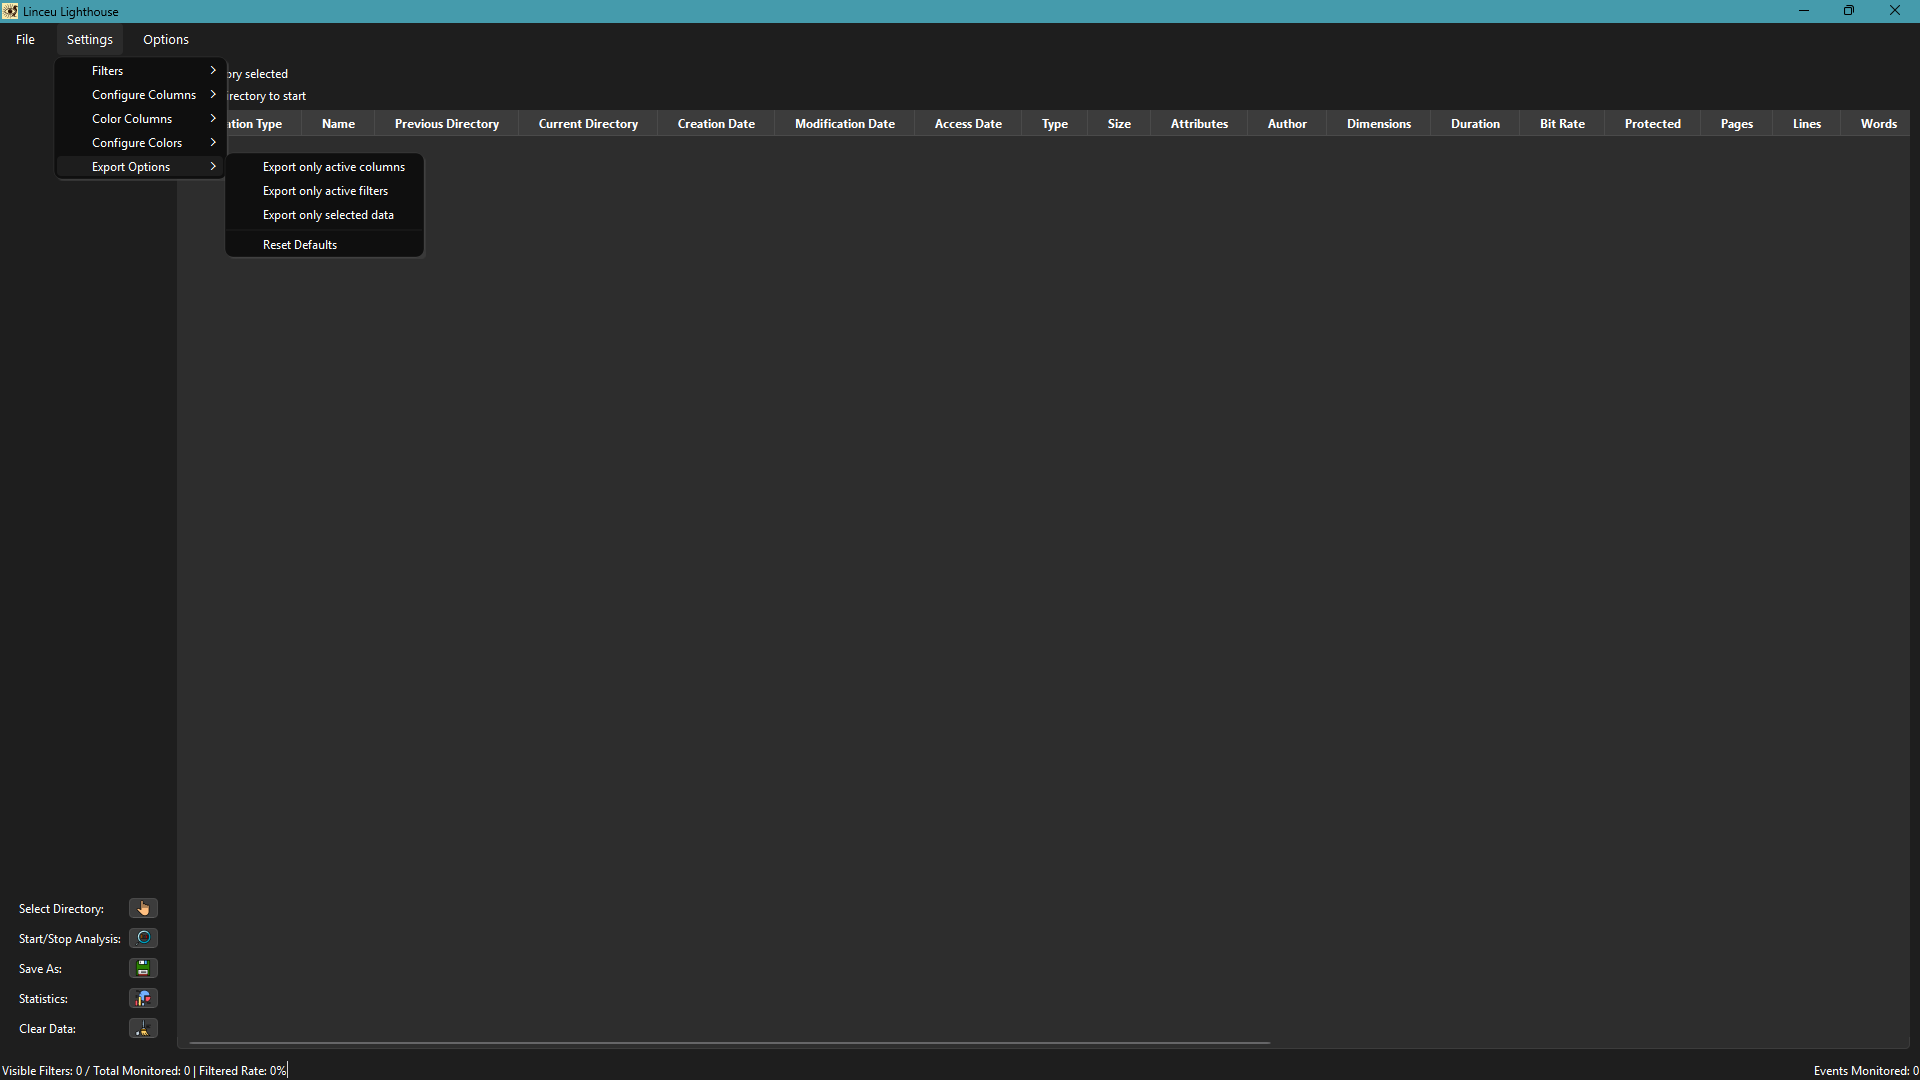 Linceu Lighthouse
File Settings Options
Filters
Configure Columns
Color Columns
Configure Colors
Export Options
Export only active columns
Export only active filters
Export only selected data
Reset Defaults
selected
to start
Type Name Previous Directory Current Directory Creation Date Modification Date Access Date Type Size Attributes Author Dimensions Duration Bit Rate Protected Pages Lines Words
Select Directory:
Start/Stop Analysis:
Save As:
Statistics:
Clear Data:
Visible Filters: 0 / Total Monitored: 0 | Filtered Rate: 0%
Events Monitored: 0